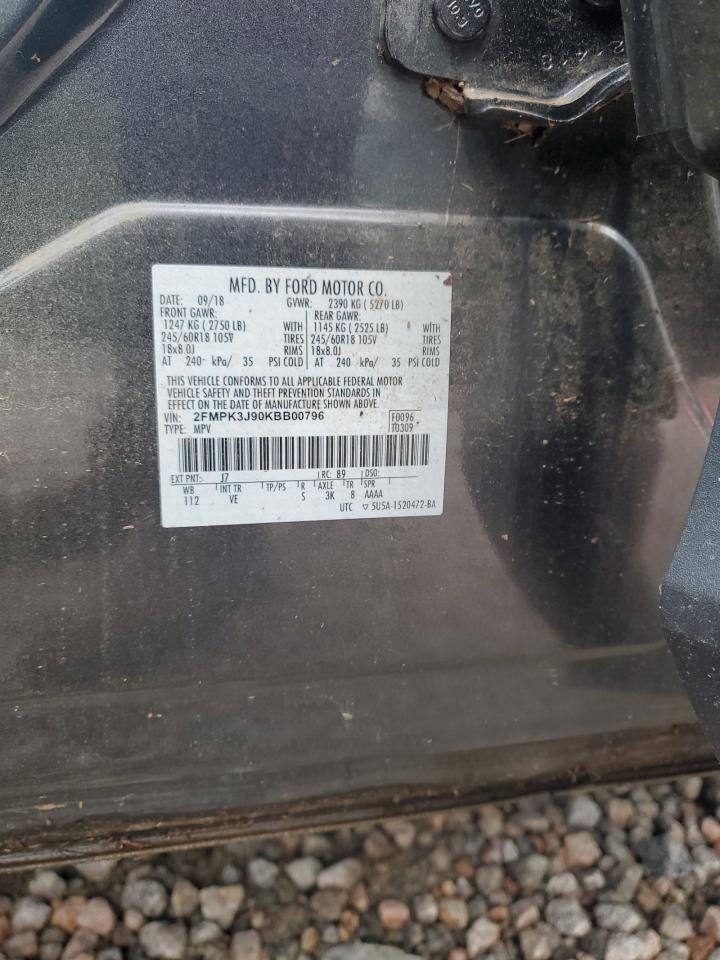 MFD. BY FORD MOTOR CO.
DATE: 09/18 GVWR: 2390 KG ( 5270 LB)
FRONT GAWR: REAR GAWR:
1247 KG ( 2750 LB) WITH 1145 KG ( 2525 LB) WITH
245/60R18 105V TIRES 245/60R18 105V TIRES
18x8.0J RIMS 18x8.0J RIMS
AT 240 kPa/ 35 PSI COLD AT 240 kPa/ 35 PSI COLD
THIS VEHICLE CONFORMS TO ALL APPLICABLE FEDERAL MOTOR
VEHICLE SAFETY AND THEFT PREVENTION STANDARDS IN
EFFECT ON THE DATE OF MANUFACTURE SHOWN ABOVE.
VIN: 2FMPK3J90KBB00796 F0096
TYPE: MPV T0309
EXT PNT: J7 RC: 89 DSO:
WB INT TR TP/PS R AXLE TR SPR
112 VE S 3K 8 AAAA
UTC ▽ 5U5A-1520472-BA